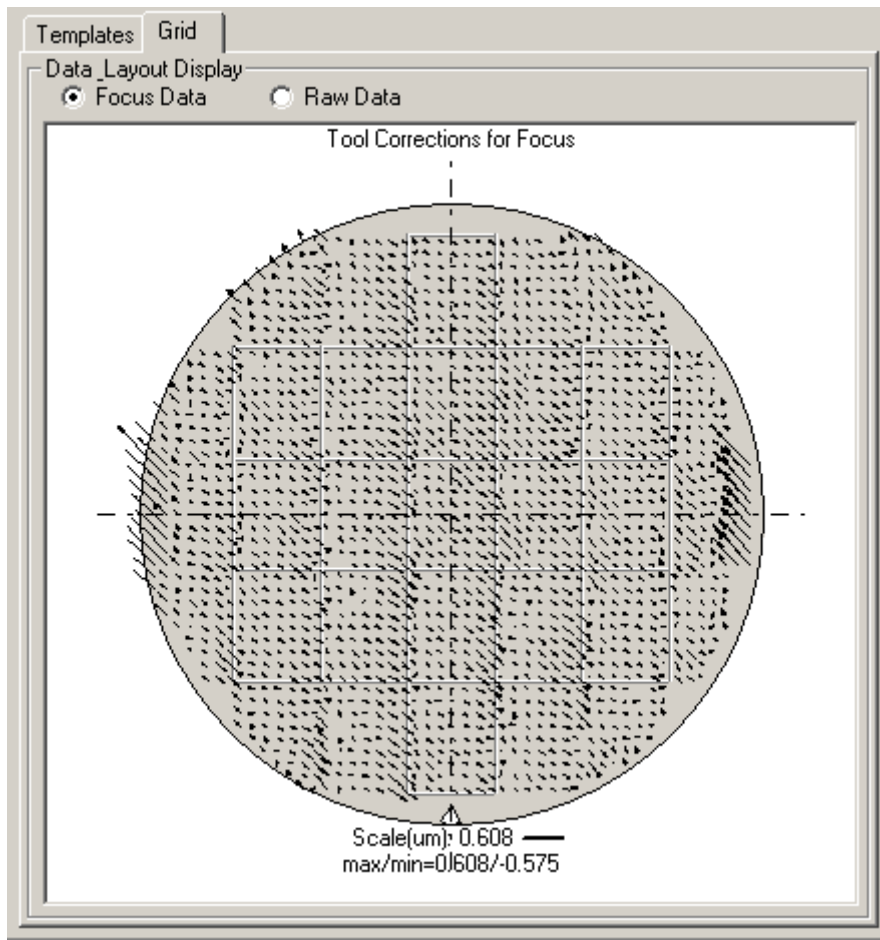 Templates Grid
Data_Layout Display
Focus Data Raw Data
Tool Corrections for Focus
Scale(um): 0.608
max/min=0.608/-0.575